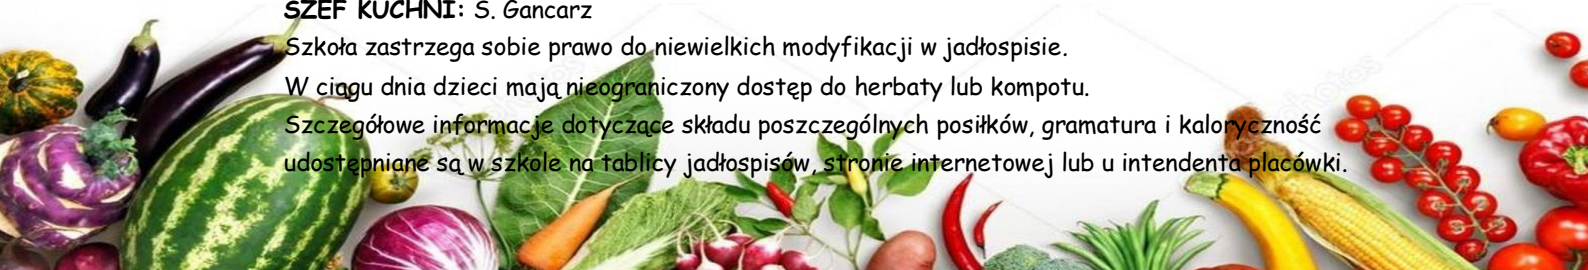 SZEF KUCHNI: S. Gancarz
Szkoła zastrzega sobie prawo do niewielkich modyfikacji w jadłospisie.
W ciągu dnia dzieci mają nieograniczony dostęp do herbaty lub kompotu.
Szczegółowe informacje dotyczące składu poszczególnych posiłków, gramatura i kaloryczność
udostępniane są w szkole na tablicy jadłospisów, stronie internetowej lub u intendenta placówki.